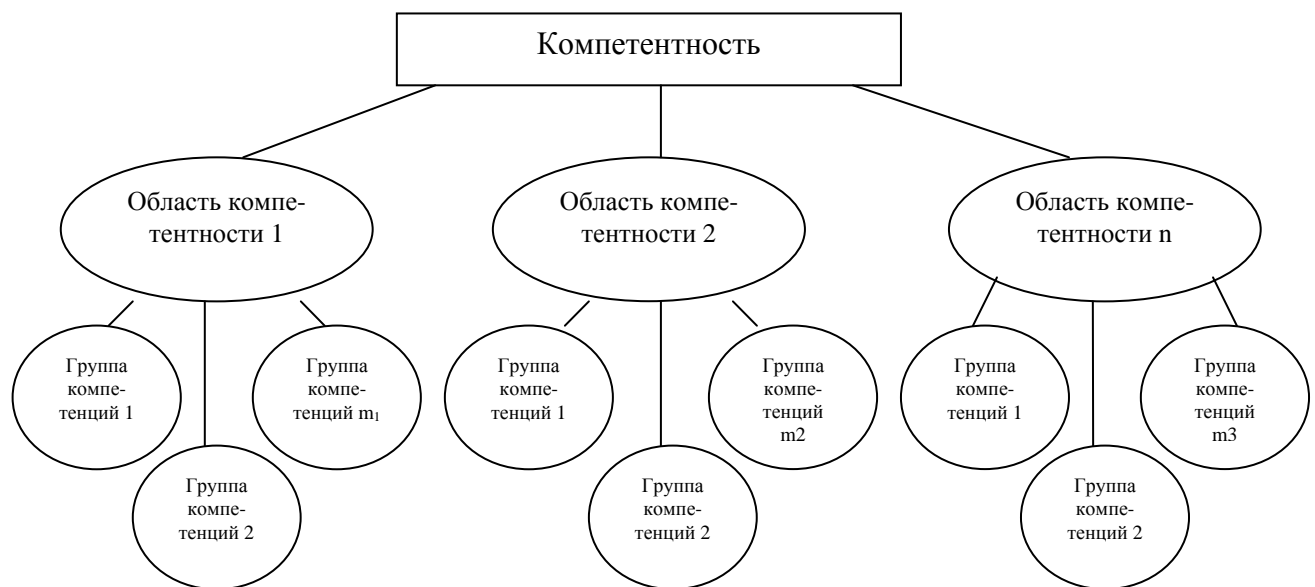 Компетентность
Область компе-
тентности 1
Область компе-
тентности 2
Область компе-
тентности n
Группа
компе-
тенций 1
Группа
компе-
тенций m₁
Группа
компе-
тенций 1
Группа
компе-
тенций
m2
Группа
компе-
тенций 1
Группа
компе-
тенций
m3
Группа
компе-
тенций 2
Группа
компе-
тенций 2
Группа
компе-
тенций 2